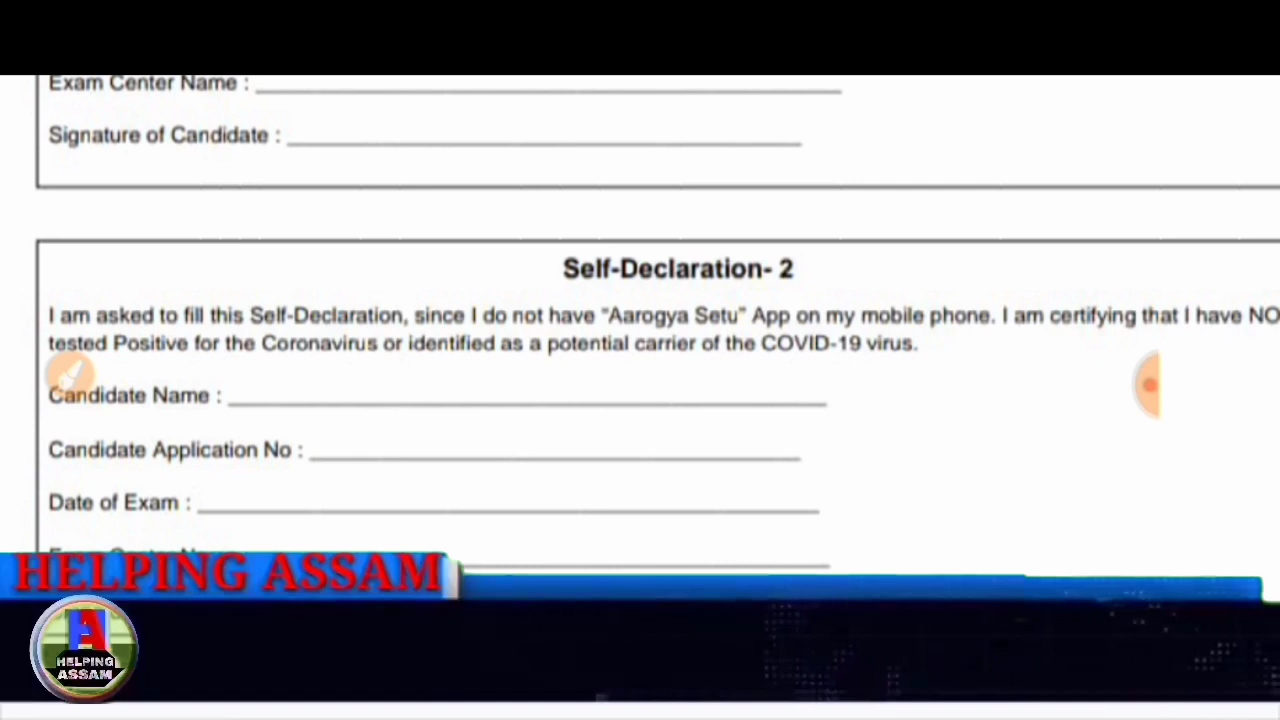 Exam Center Name : 
Signature of Candidate : 
Self-Declaration- 2
I am asked to fill this Self-Declaration, since I do not have “Aarogya Setu” App on my mobile phone. I am certifying that I have NO
tested Positive for the Coronavirus or identified as a potential carrier of the COVID-19 virus.
Candidate Name : 
Candidate Application No : 
Date of Exam : 
HELPING ASSAM
A
HELPING
ASSAM